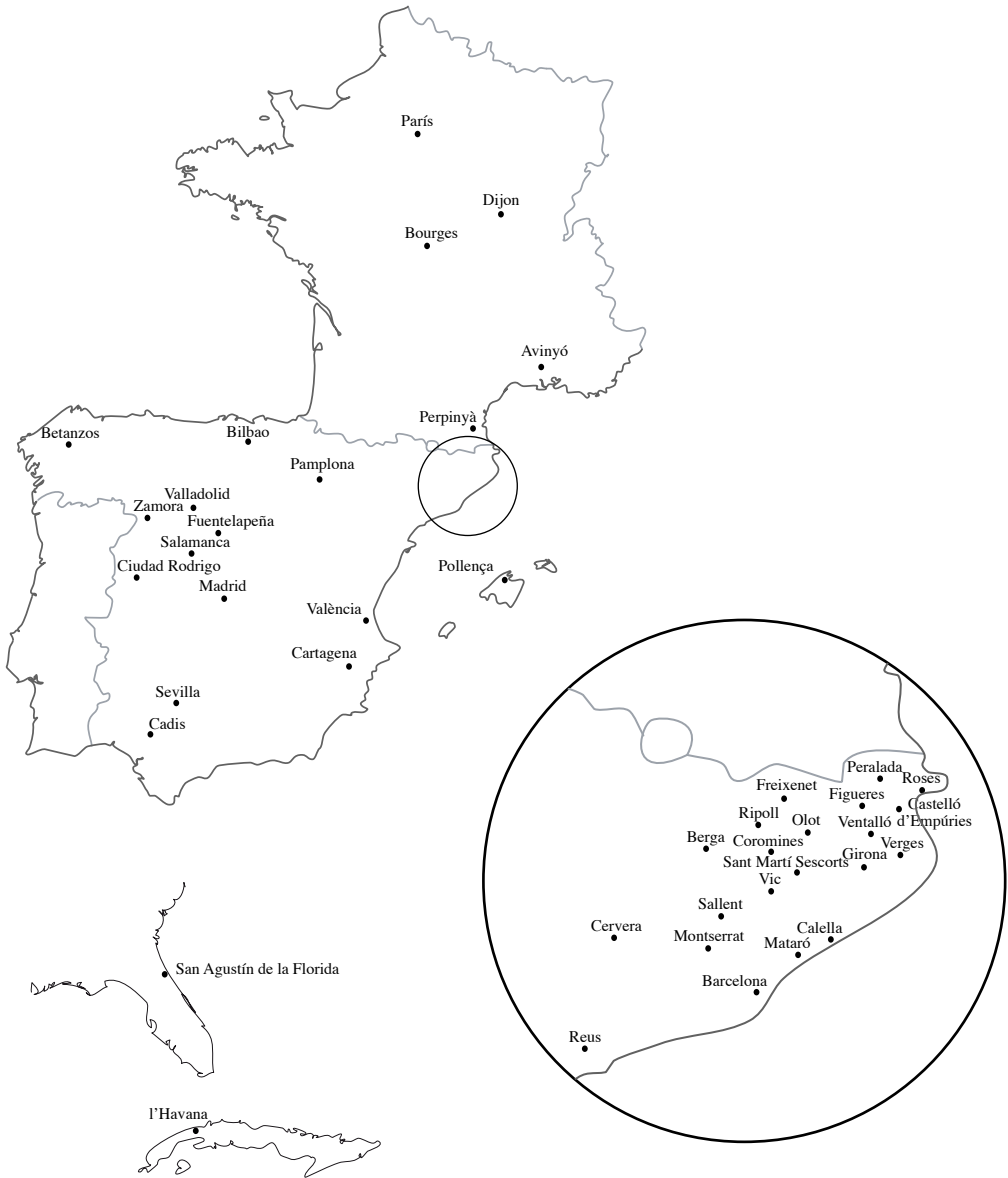 París
Dijon
Bourges
Avinyó
Perpinyà
Betanzos
Bilbao
Pamplona
Valladolid
Zamora
Fuentelapeña
Salamanca
Ciudad Rodrigo
Madrid
Pollença
València
Cartagena
Sevilla
Cadis
Peralada
Roses
Freixenet
Figueres
Castelló
d'Empúries
Ripoll
Olot
Ventalló
Berga
Coromines
Verges
Sant Martí Sescorts
Girona
Vic
Sallent
Cervera
Montserrat
Calella
Mataró
Barcelona
Reus
San Agustín de la Florida
l'Havana